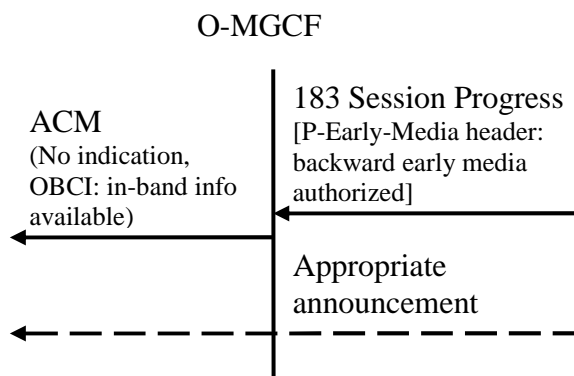 O-MGCF
ACM
(No indication,
OBCI: in-band info
available)
183 Session Progress
[P-Early-Media header:
backward early media
authorized]
Appropriate
announcement